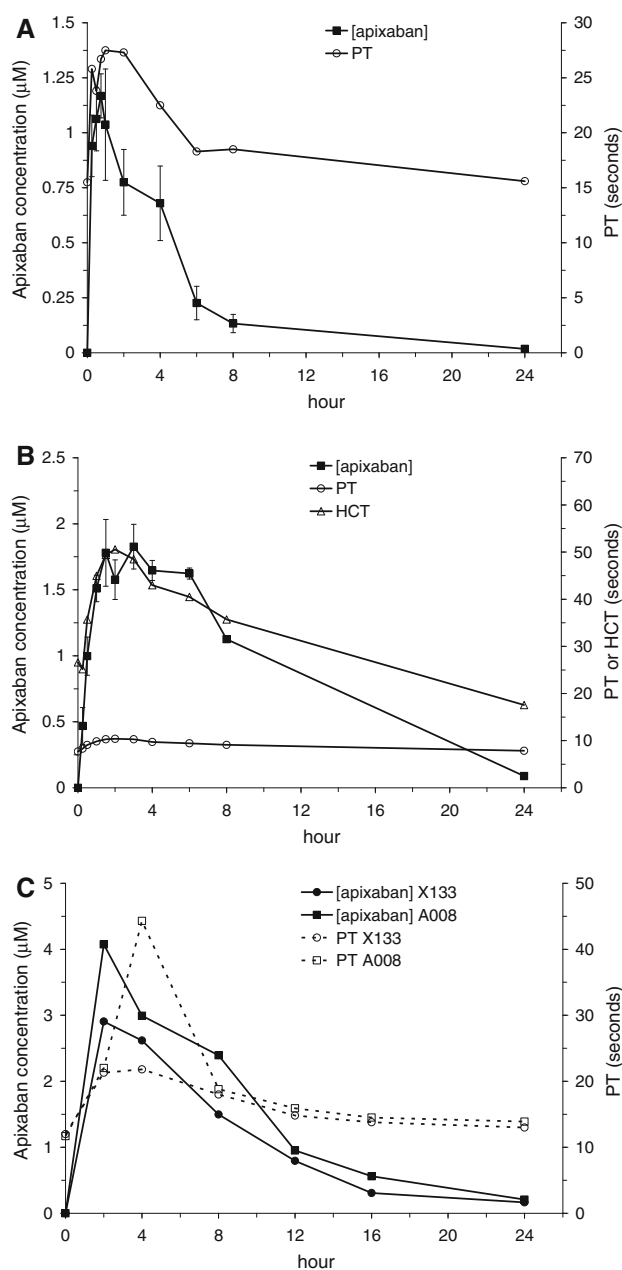 A
[apixaban]
PT
Apixaban concentration (µM)
1.5
1.25
1
0.75
0.5
0.25
0
30
25
20
15
10
5
0
PT (seconds)
0 4 8 12 16 20 24
hour
B
[apixaban]
PT
HCT
Apixaban concentration (µM)
2.5
2
1.5
1
0.5
0
70
60
50
40
30
20
10
0
PT or HCT (seconds)
0 4 8 12 16 20 24
hour
C
[apixaban] X133
[apixaban] A008
PT X133
PT A008
Apixaban concentration (µM)
5
4
3
2
1
0
50
40
30
20
10
0
PT (seconds)
0 4 8 12 16 20 24
hour